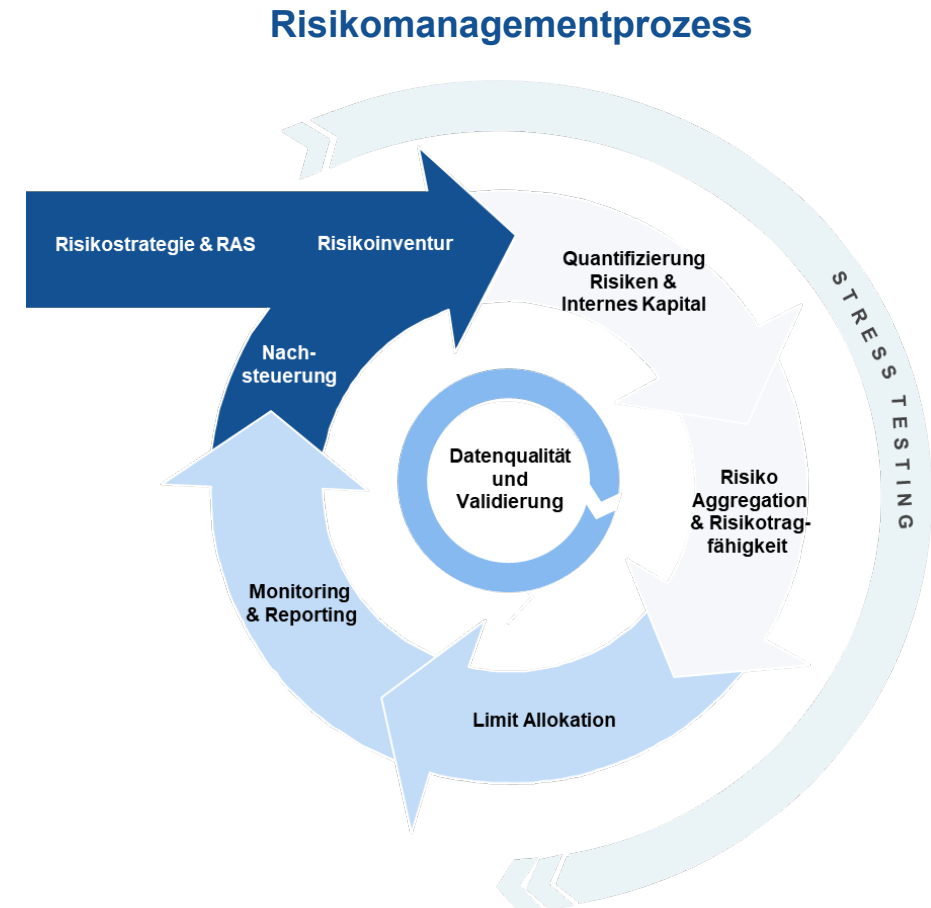 Risikomanagementprozess
Risikostrategie & RAS
Risikoinventur
Quantifizierung
Risiken &
Internes Kapital
Nach-
steuerung
STRESS TESTING
Datenqualität
und
Validierung
Risiko
Aggregation
& Risikotrag-
fähigkeit
Monitoring
& Reporting
Limit Allokation